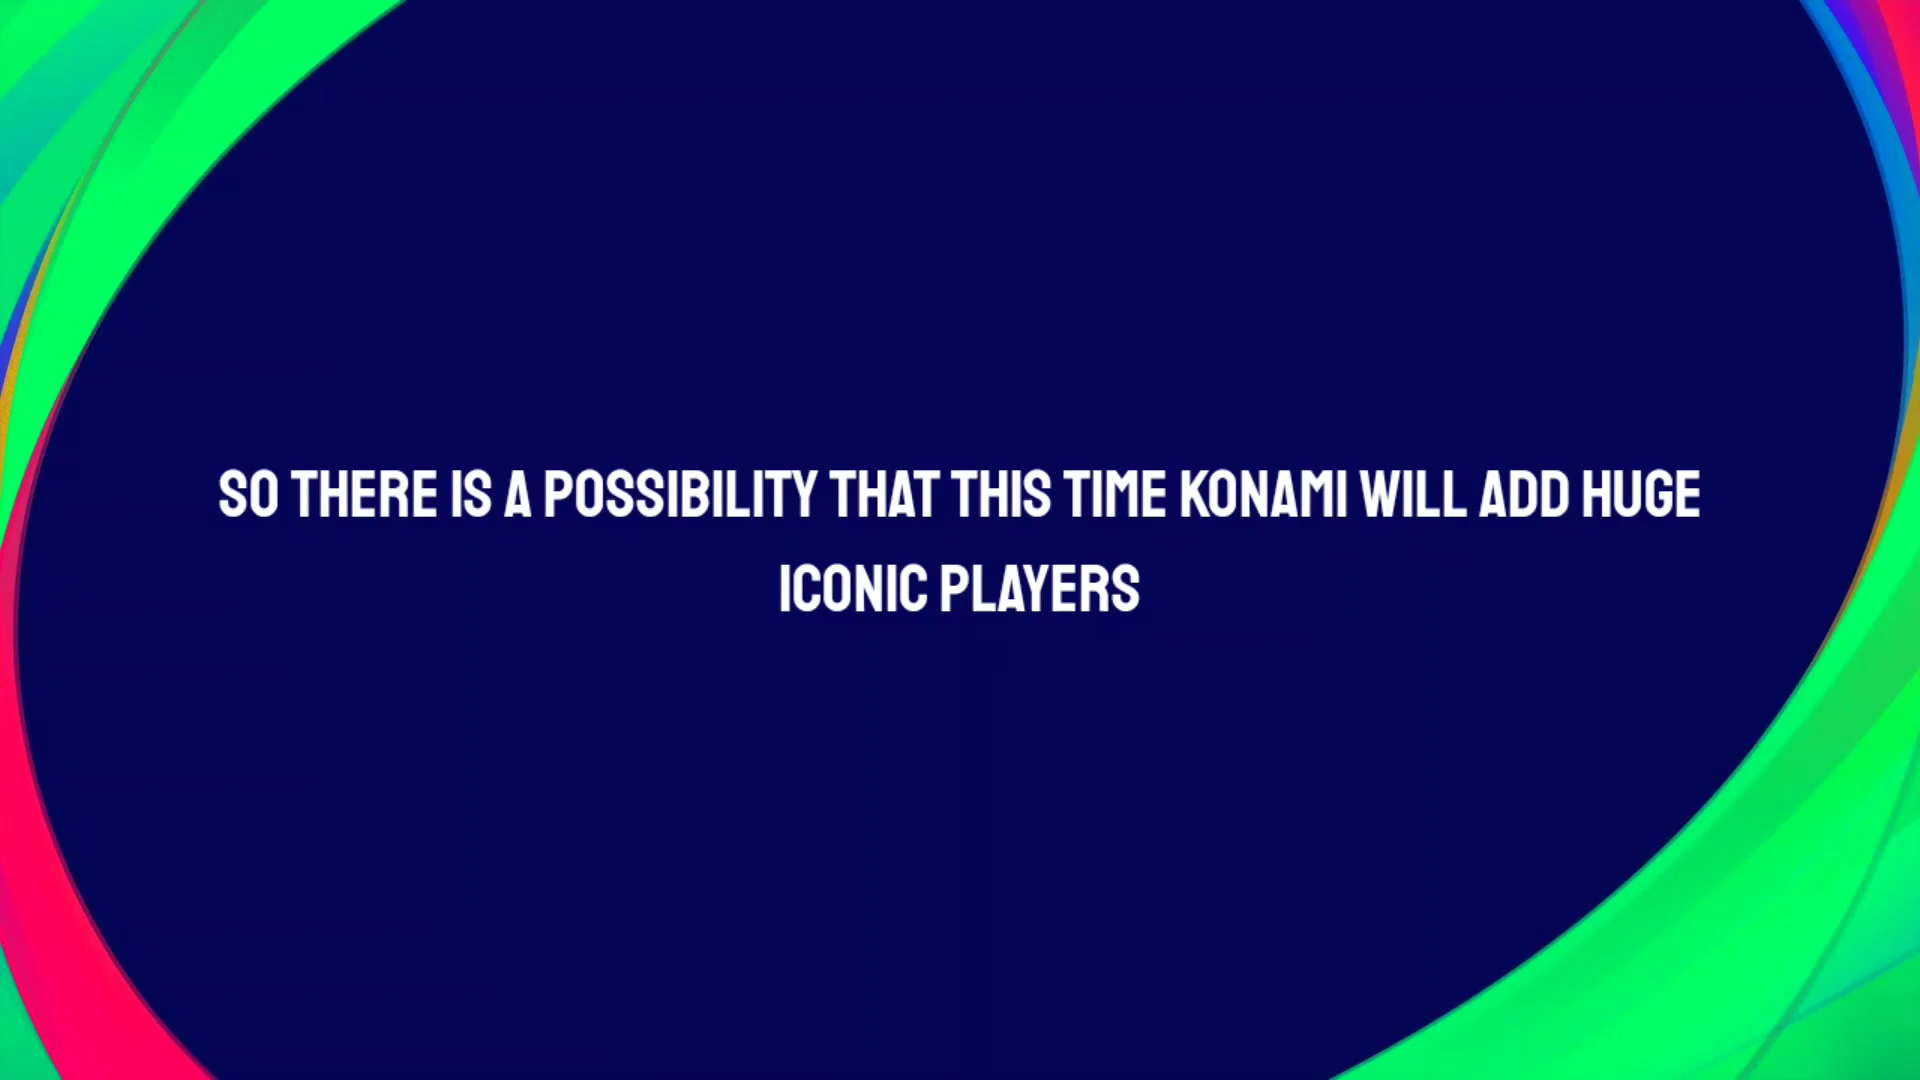 SO THERE IS A POSSIBILITY THAT THIS TIME KONAMI WILL ADD HUGE
ICONIC PLAYERS